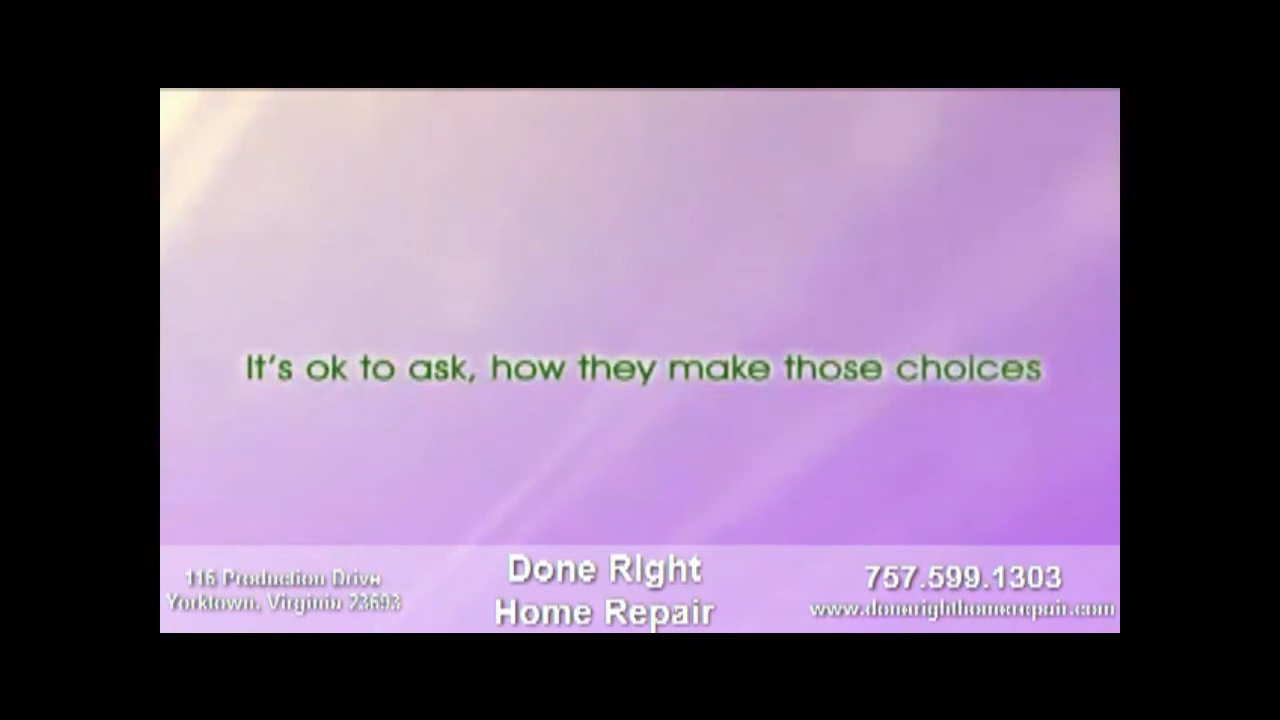 It's ok to ask, how they make those choices
116 Production Drive
Yorktown, Virginia 23693
Done Right
Home Repair
757.599.1303
www.donerighthomerepair.com